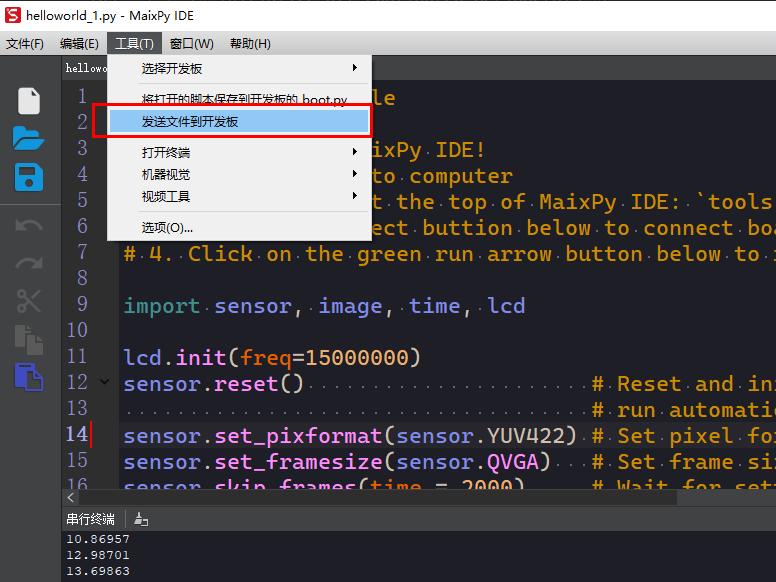 helloworld_1.py - MaixPy IDE
文件(F) 编辑(E) 工具(T) 窗口(W) 帮助(H)
hellowo
选择开发板
将打开的脚本保存到开发板的 boot.py
发送文件到开发板
打开终端
机器视觉
视频工具
选项(O)...
1 le
2
3 ixPy IDE!
4 to computer
5 t the top of MaixPy IDE: `tools
6 ect buttion below to connect boa
7 # 4. Click on the green run arrow button below to
8
9 import sensor, image, time, lcd
10
11 lcd.init(freq=15000000)
12 sensor.reset() # Reset and ini
13 # run automatic
14 sensor.set_pixformat(sensor.YUV422) # Set pixel for
15 sensor.set_framesize(sensor.QVGA) # Set frame siz
16 sensor.skip_frames(time = 2000) # Wait for sett
串行终端
10.86957
12.98701
13.69863